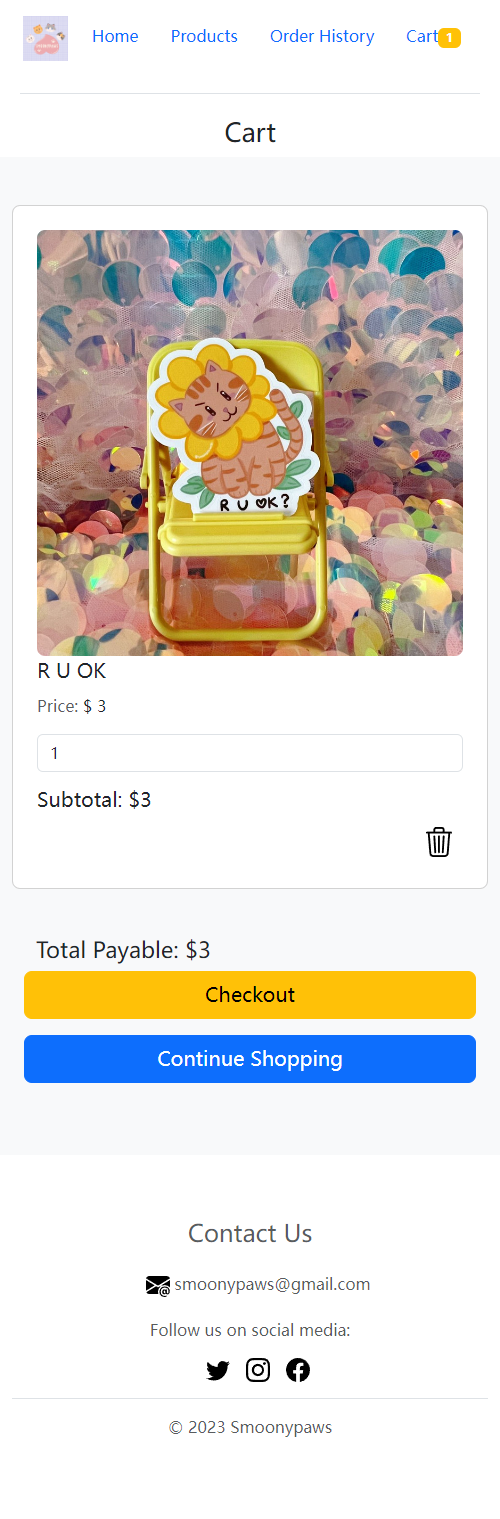 Home Products Order History Cart 1
Cart
R U OK?
R U OK
Price: $ 3
1
Subtotal: $3
Total Payable: $3
Checkout
Continue Shopping
Contact Us
smoonypaws@gmail.com
Follow us on social media:
© 2023 Smoonypaws